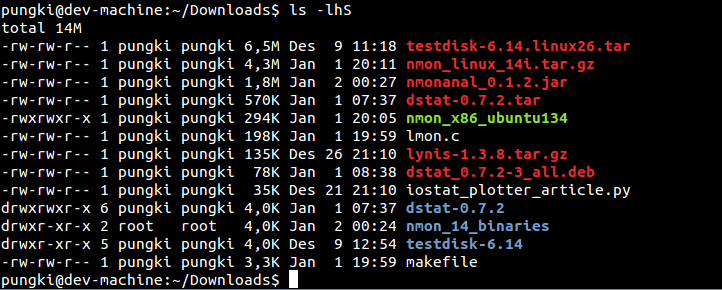 pungki@dev-machine:~/Downloads$ ls -lhS
total 14M
-rw-rw-r-- 1 pungki pungki 6,5M Des  9 11:18 testdisk-6.14.linux26.tar
-rw-rw-r-- 1 pungki pungki 4,3M Jan  1 20:11 nmon_linux_14i.tar.gz
-rw-rw-r-- 1 pungki pungki 1,8M Jan  2 00:27 nmonanal_0.1.2.jar
-rw-rw-r-- 1 pungki pungki 570K Jan  1 07:37 dstat-0.7.2.tar
-rwxrwxr-x 1 pungki pungki 294K Jan  1 20:05 nmon_x86_ubuntu134
-rw-rw-r-- 1 pungki pungki 198K Jan  1 19:59 lmon.c
-rw-rw-r-- 1 pungki pungki 135K Des 26 21:10 lynis-1.3.8.tar.gz
-rw-rw-r-- 1 pungki pungki  78K Jan  1 08:38 dstat_0.7.2-3_all.deb
-rw-rw-r-- 1 pungki pungki  35K Des 21 21:10 iostat_plotter_article.py
drwxrwxr-x 6 pungki pungki 4,0K Jan  1 07:37 dstat-0.7.2
drwxr-xr-x 2 root   root   4,0K Jan  2 00:24 nmon_14_binaries
drwxr-xr-x 5 pungki pungki 4,0K Des  9 12:54 testdisk-6.14
-rw-rw-r-- 1 pungki pungki 3,3K Jan  1 19:59 makefile
pungki@dev-machine:~/Downloads$